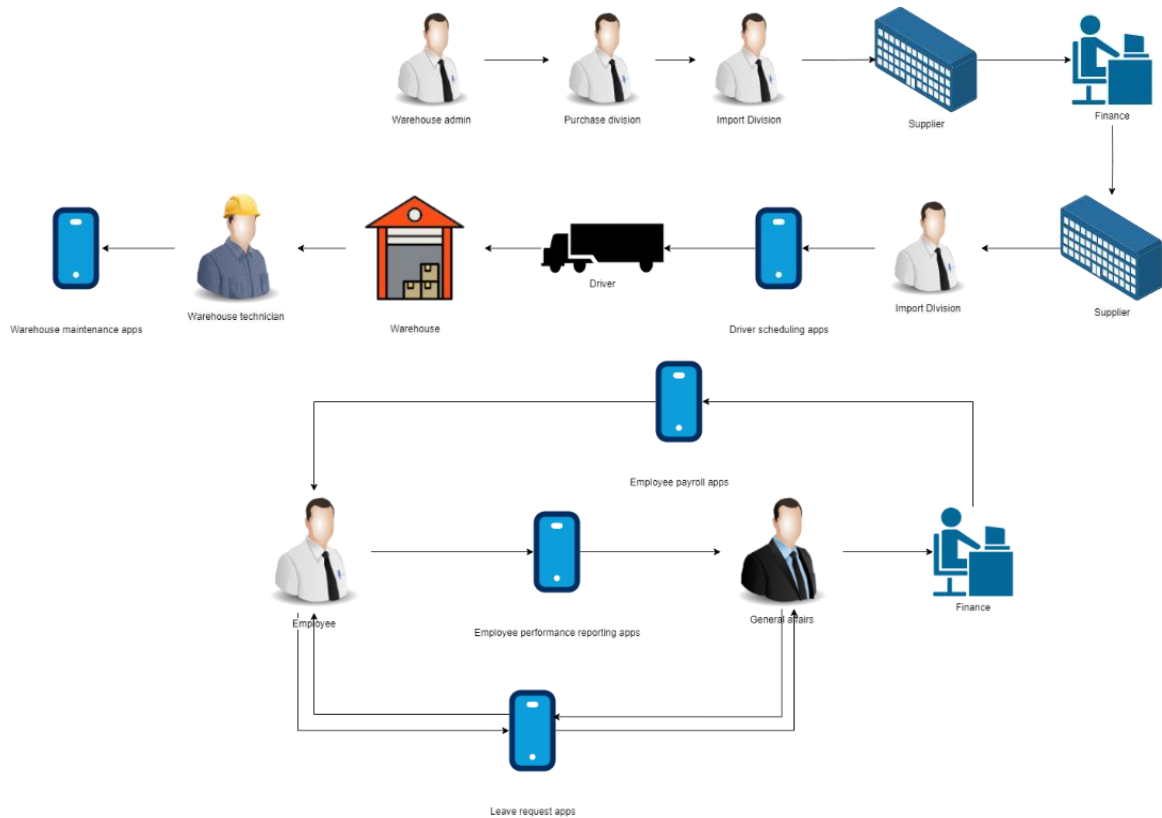 Warehouse admin
Purchase division
Import Division
Supplier
Finance
Warehouse maintenance apps
Warehouse technician
Warehouse
Driver
Driver scheduling apps
Import DIvision
Supplier
Employee payroll apps
Employee
Employee performance reporting apps
General affairs
Finance
Leave request apps